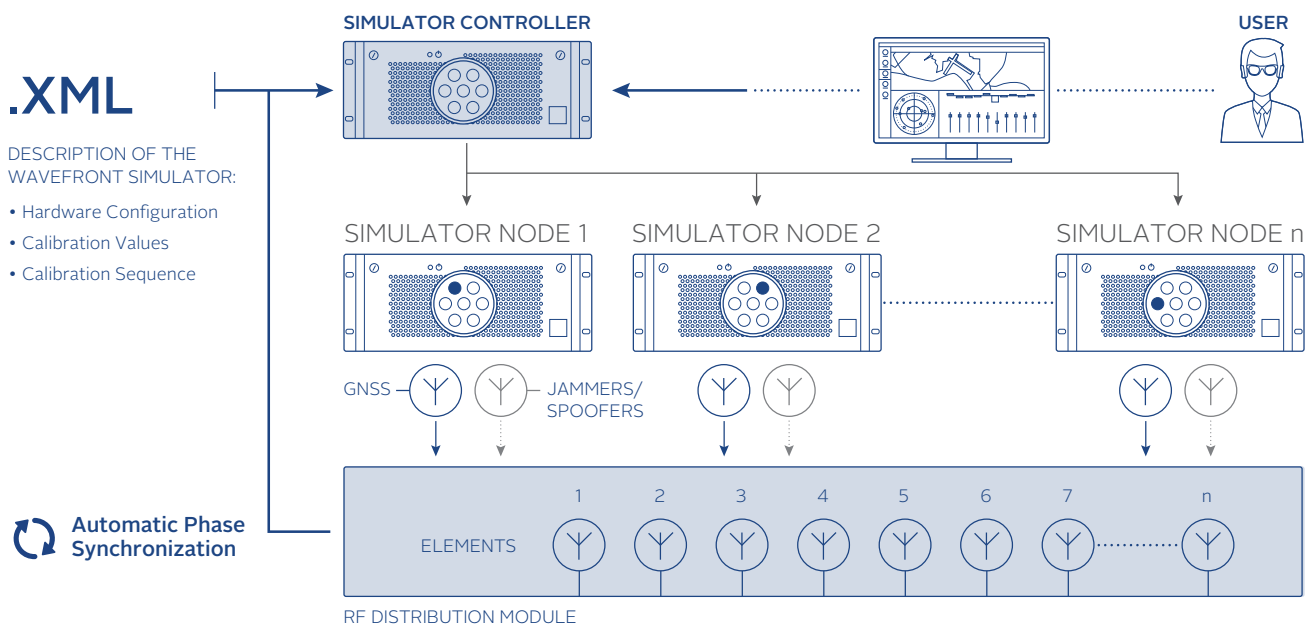 SIMULATOR CONTROLLER
USER
.XML
DESCRIPTION OF THE
WAVEFRONT SIMULATOR:
• Hardware Configuration
• Calibration Values
• Calibration Sequence
SIMULATOR NODE 1
SIMULATOR NODE 2
SIMULATOR NODE n
GNSS
JAMMERS/
SPOOFERS
1 2 3 4 5 6 7 n
Automatic Phase
Synchronization
ELEMENTS
RF DISTRIBUTION MODULE